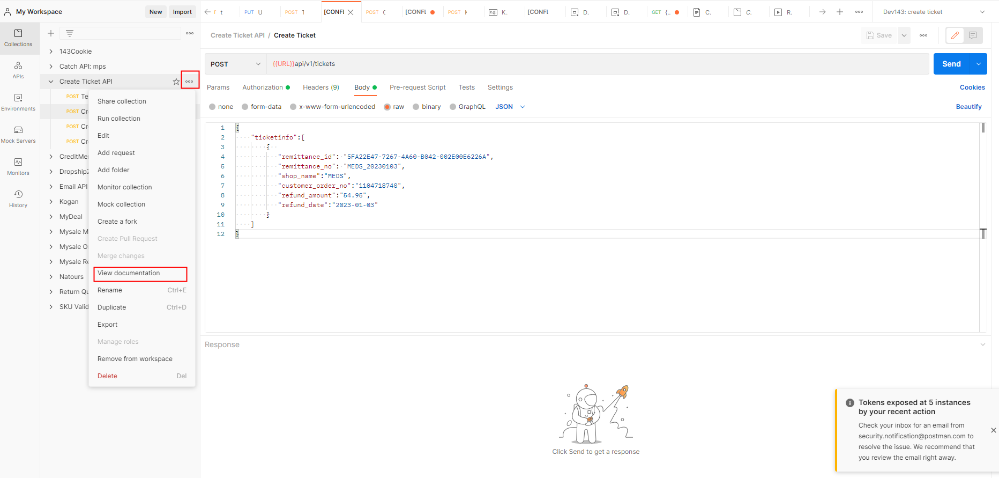 My Workspace
New
Import
t
PUT U
POST T
[CONFL
POST C
[CONFL
POST k
e.g. K.
[CONFL
D.
D.
GET {..
C.
C.
R.
Dev143: create ticket
Collections
APIs
Environments
Mock Servers
Monitors
History
143Cookie
Catch API: mps
Create Ticket API
POST Te
POST Cr
POST Cr
POST Cr
CreditMe
DropshipZ
Email API
Kogan
MyDeal
Mysale M
Mysale O
Mysale Re
Natours
Return Qu
SKU Valid
Share collection
Run collection
Edit
Add request
Add folder
Monitor collection
Mock collection
Create a fork
Create Pull Request
Merge changes
View documentation
Rename Ctrl+E
Duplicate Ctrl+D
Export
Manage roles
Remove from workspace
Delete Del
Create Ticket API / Create Ticket
Save
POST
{{URL}}api/v1/tickets
Send
Params
Authorization
Headers (9)
Body
Pre-request Script
Tests
Settings
Cookies
none
form-data
x-www-form-urlencoded
raw
binary
GraphQL
JSON
Beautify
1 {
2 "ticketinfo":[
3 {
4 "remittance_id": "5FA22E47-7267-4A60-B042-002E00E6226A",
5 "remittance_no": "MEDS_20230103",
6 "shop_name":"MEDS",
7 "customer_order_no":"1104718740",
8 "refund_amount":"54.95",
9 "refund_date":"2023-01-03"
10 }
11 ]
12 }
Response
Click Send to get a response
Tokens exposed at 5 instances
by your recent action
Check your inbox for an email from
security.notification@postman.com to
resolve the issue. We recommend that
you review the email right away.